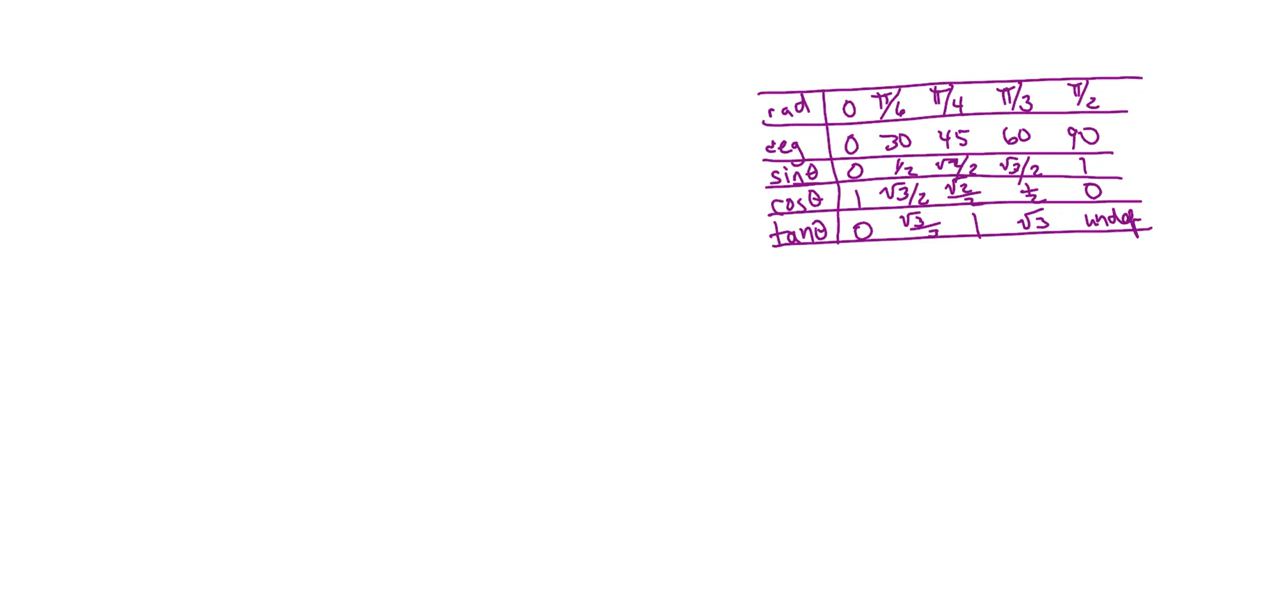 rad 0 π/6 π/4 π/3 π/2
deg 0 30 45 60 90
sinθ 0 1/2 √2/2 √3/2 1
cosθ 1 √3/2 √2/2 1/2 0
tanθ 0 √3/3 1 √3 undef